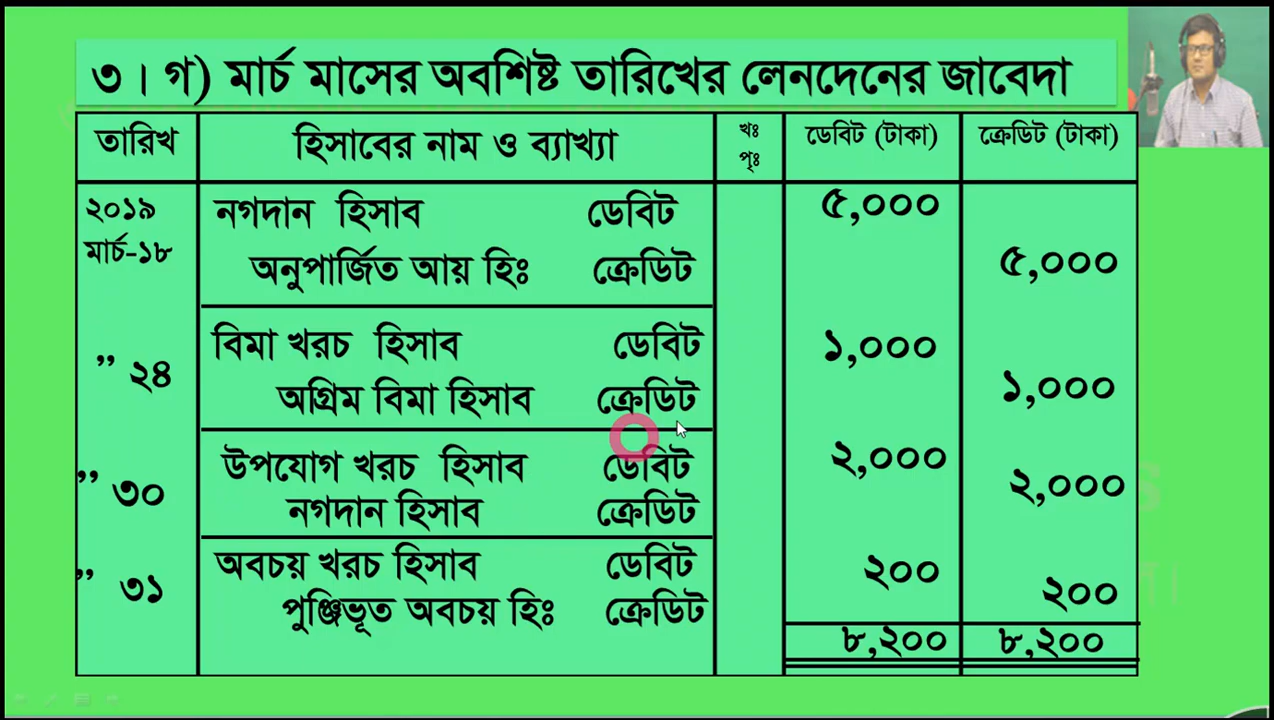 ৩। গ) মার্চ মাসের অবশিষ্ট তারিখের লেনদেনের জাবেদা
তারিখ হিসাবের নাম ও ব্যাখ্যা খঃ পৃঃ ডেবিট (টাকা) ক্রেডিট (টাকা)
২০১৯ নগদান হিসাব ডেবিট ৫,০০০
মার্চ-১৮ অনুপার্জিত আয় হিঃ ক্রেডিট ৫,০০০
বিমা খরচ হিসাব ডেবিট ১,০০০
” ২৪ অগ্রিম বিমা হিসাব ক্রেডিট ১,০০০
উপযোগ খরচ হিসাব ডেবিট ২,০০০
” ৩০ নগদান হিসাব ক্রেডিট ২,০০০
অবচয় খরচ হিসাব ডেবিট ২০০
” ৩১ পুঞ্জিভূত অবচয় হিঃ ক্রেডিট ২০০
৮,২০০ ৮,২০০